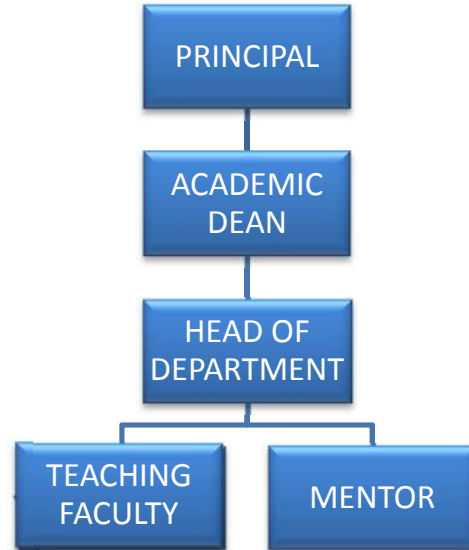 PRINCIPAL
ACADEMIC
DEAN
HEAD OF
DEPARTMENT
TEACHING
FACULTY
MENTOR